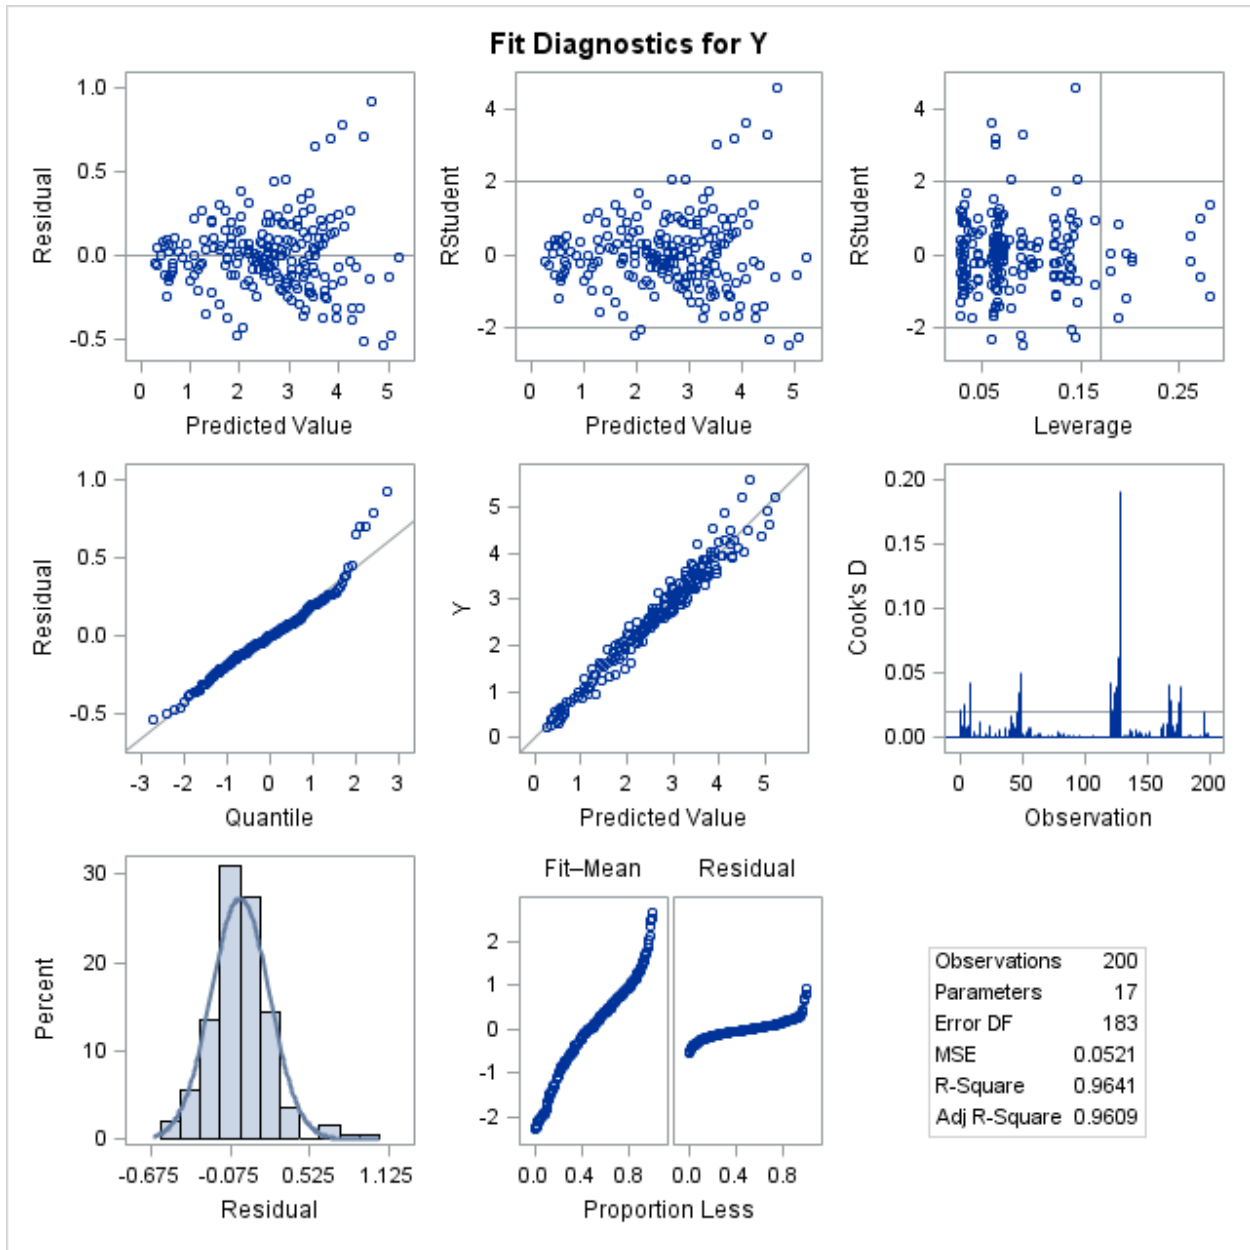 Fit Diagnostics for Y
1.0
0.5
0.0
-0.5
Residual
0 1 2 3 4 5
Predicted Value
4
2
0
-2
RStudent
0 1 2 3 4 5
Predicted Value
4
2
0
-2
RStudent
0.05 0.15 0.25
Leverage
1.0
0.5
0.0
-0.5
Residual
-3 -2 -1 0 1 2 3
Quantile
5
4
3
2
1
0
Y
0 1 2 3 4 5
Predicted Value
0.20
0.15
0.10
0.05
0.00
Cook's D
0 50 100 150 200
Observation
30
20
10
0
Percent
-0.675 -0.075 0.525 1.125
Residual
Fit–Mean Residual
2
1
0
-1
-2
0.0 0.4 0.8 0.0 0.4 0.8
Proportion Less
Observations 200
Parameters 17
Error DF 183
MSE 0.0521
R-Square 0.9641
Adj R-Square 0.9609